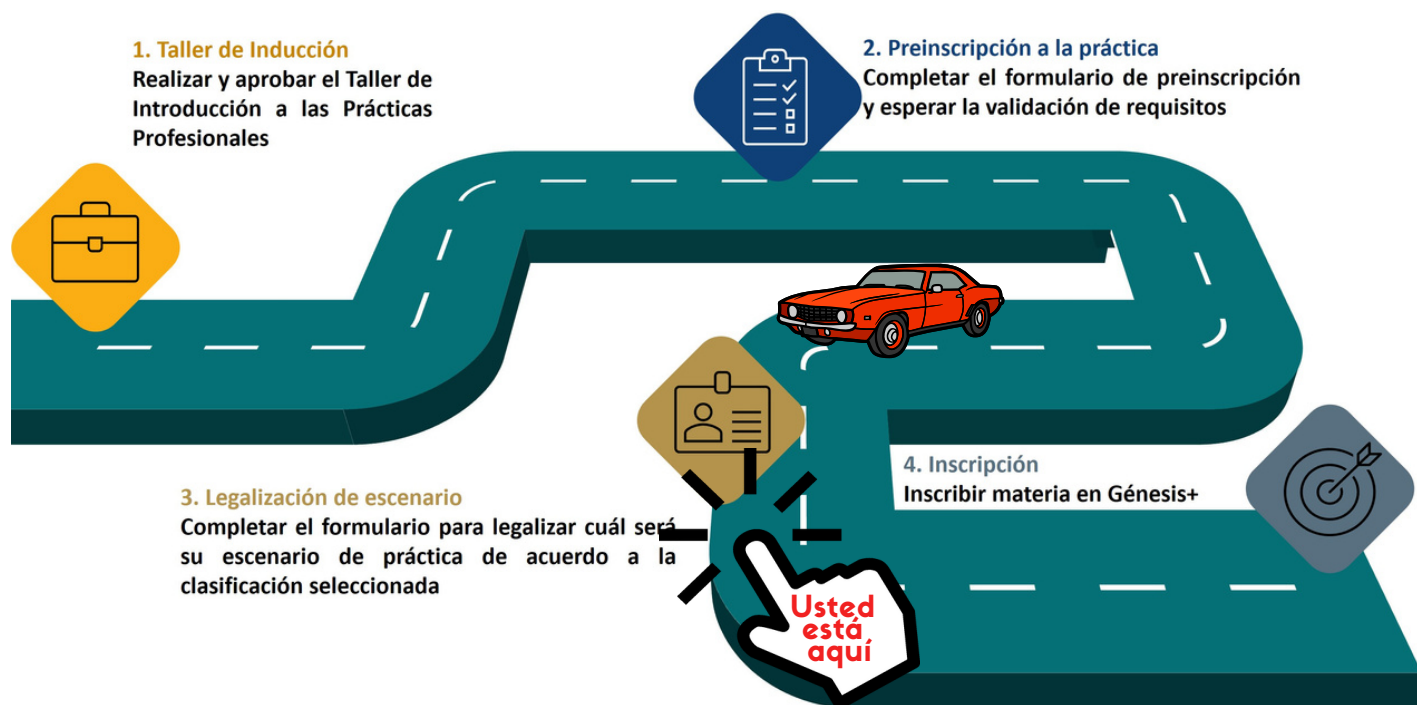 1. Taller de Inducción
Realizar y aprobar el Taller de
Introducción a las Prácticas
Profesionales
2. Preinscripción a la práctica
Completar el formulario de preinscripción
y esperar la validación de requisitos
3. Legalización de escenario
Completar el formulario para legalizar cuál será
su escenario de práctica de acuerdo a la
clasificación seleccionada
4. Inscripción
Inscribir materia en Génesis+
Usted
está
aquí